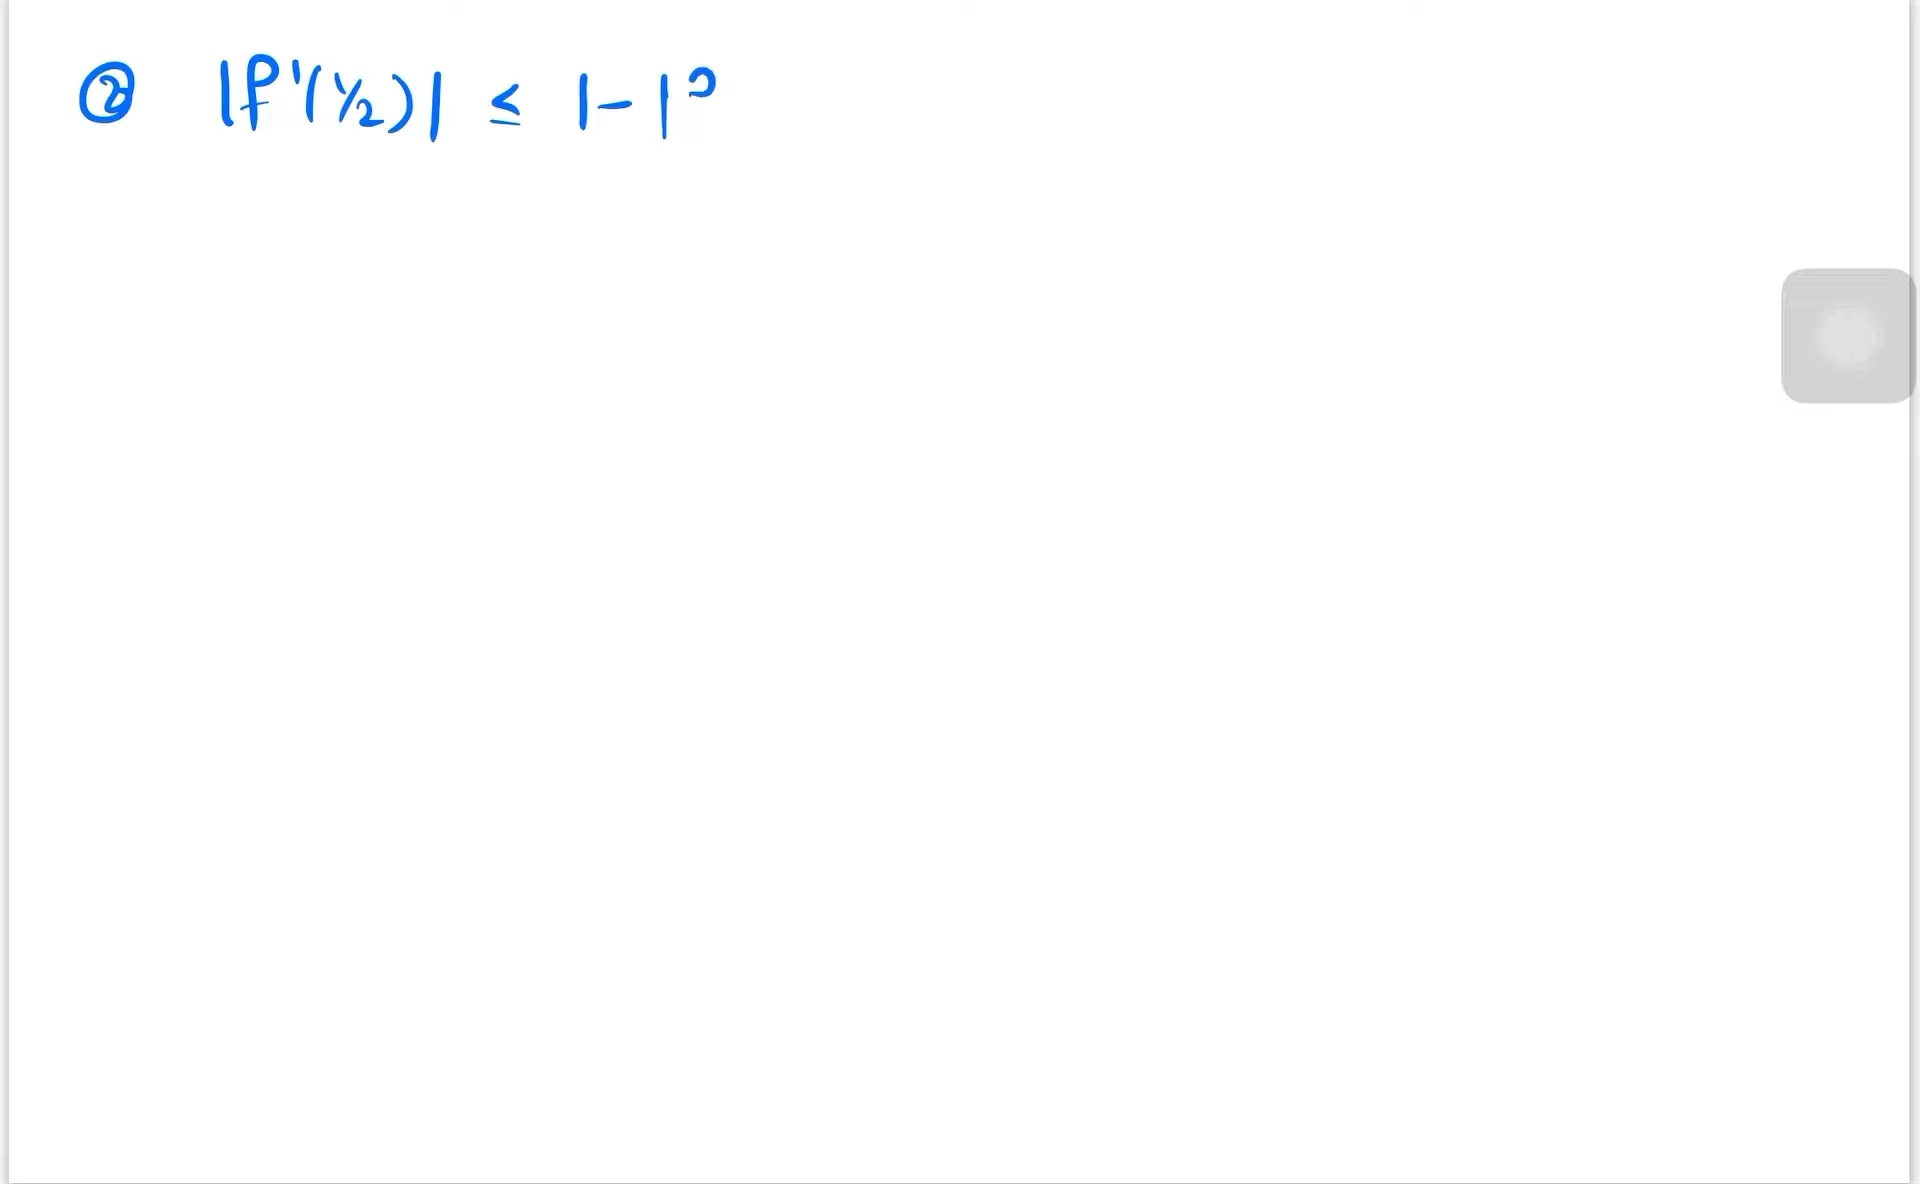 ② |f'(1/2)| ≤ 1 - |